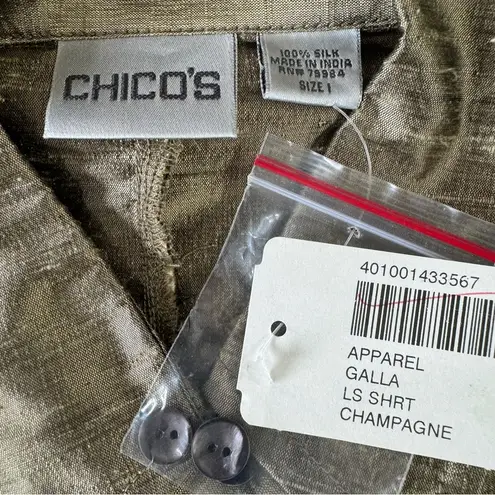 CHICO'S
100% SILK
MADE IN INDIA
RN# 79984
SIZE 1
401001433567
APPAREL
GALLA
LS SHRT
CHAMPAGNE